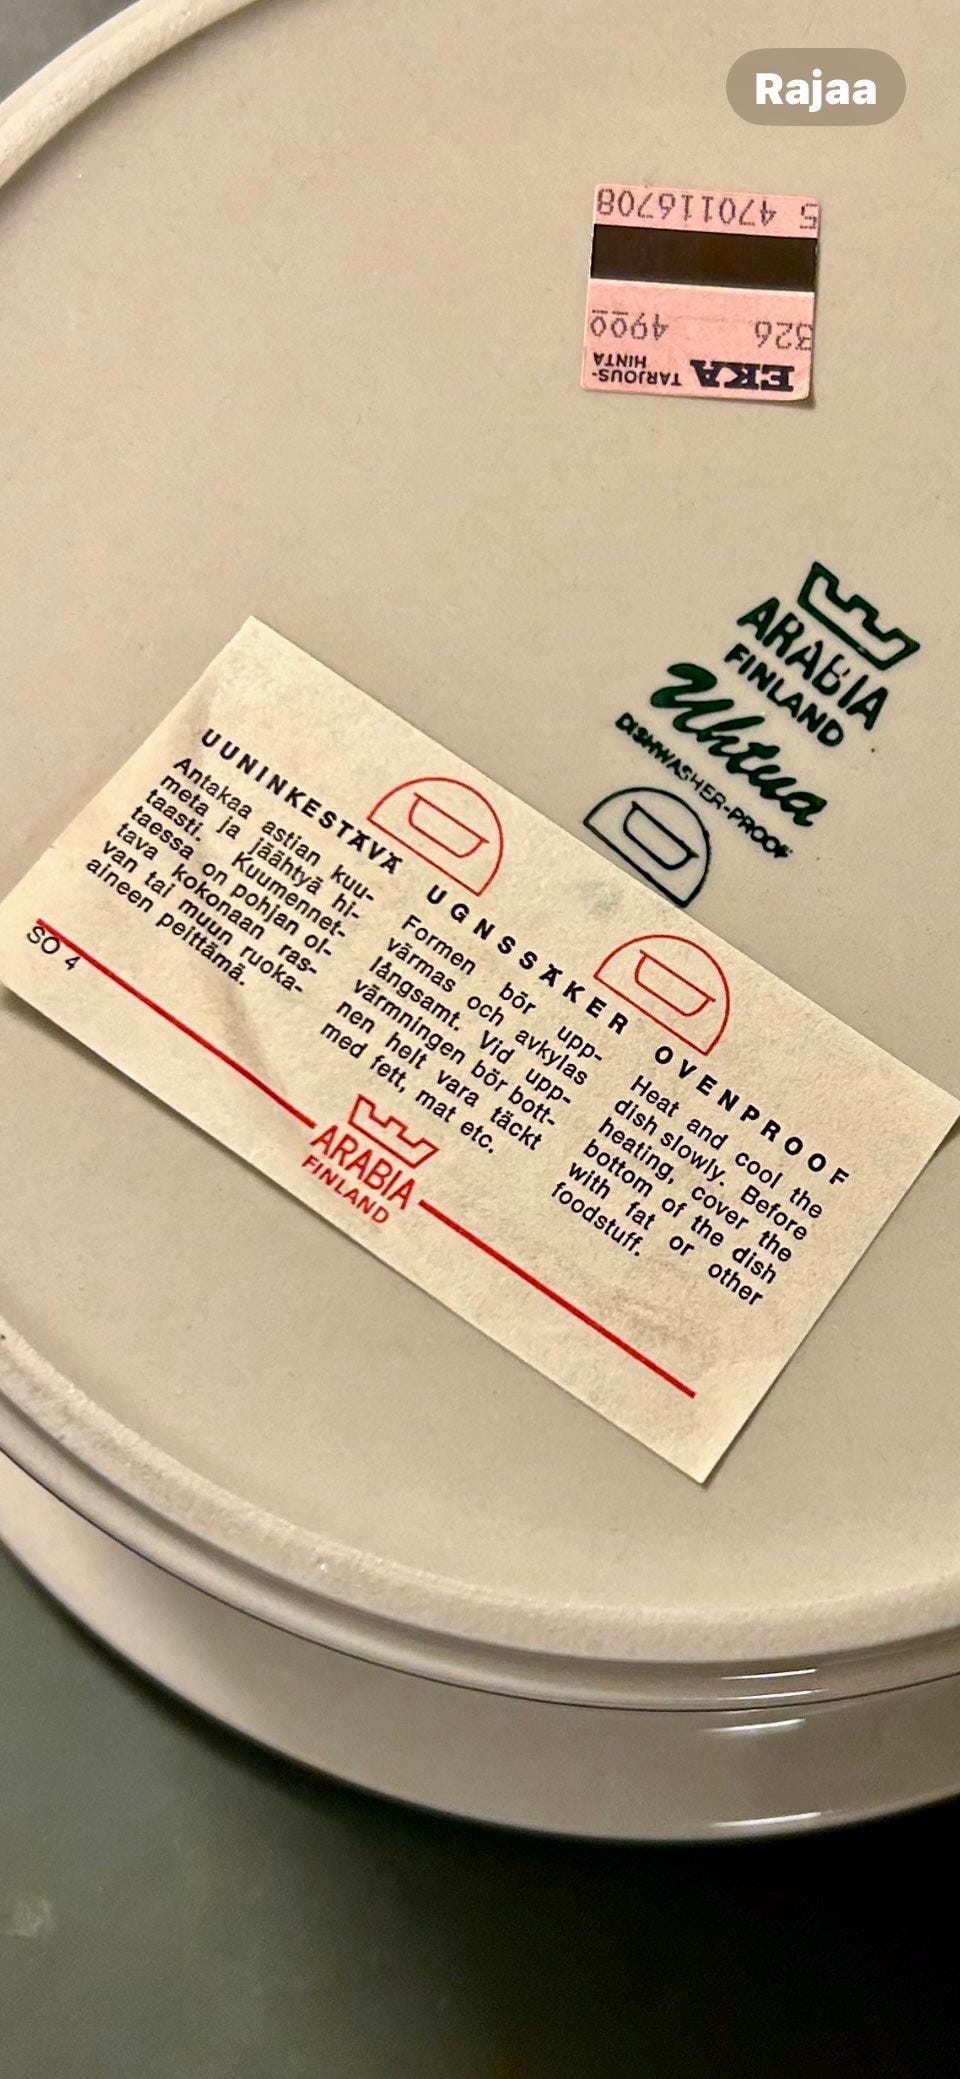 Rajaa
5 470116708
326 4900
EKA TARJOUS-
HINTA
ARABIA
FINLAND
Uhtua
DISHWASHER-PROOF
UUNINKESTÄVÄ
Antakaa astian kuu-
meta ja jäähtyä hi-
taasti. Kuumennet-
taessa on pohjan ol-
tava kokonaan ras-
van tai muun ruoka-
aineen peittämä.
SO 4
UGNSSÄKER
Formen bör upp-
värmas och avkylas
långsamt. Vid upp-
värmningen bör bott-
nen helt vara täckt
med fett, mat etc.
OVENPROOF
Heat and cool the
dish slowly. Before
heating, cover the
bottom of the dish
with fat or other
foodstuff.
ARABIA
FINLAND